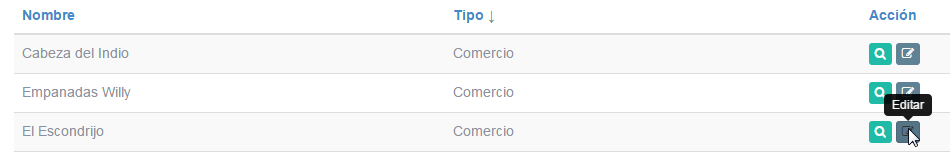 Nombre Tipo ↓ Acción
Cabeza del Indio Comercio
Empanadas Willy Comercio
Editar
El Escondrijo Comercio